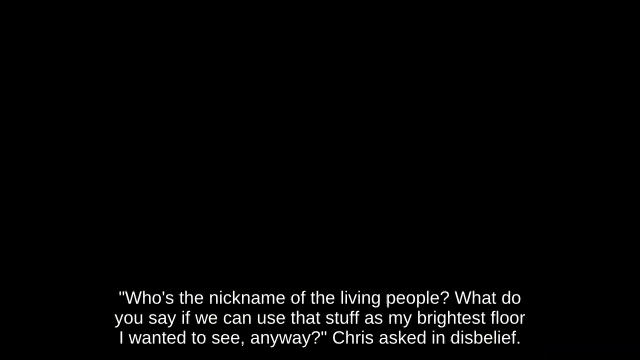 "Who's the nickname of the living people? What do
you say if we can use that stuff as my brightest floor
I wanted to see, anyway?" Chris asked in disbelief.